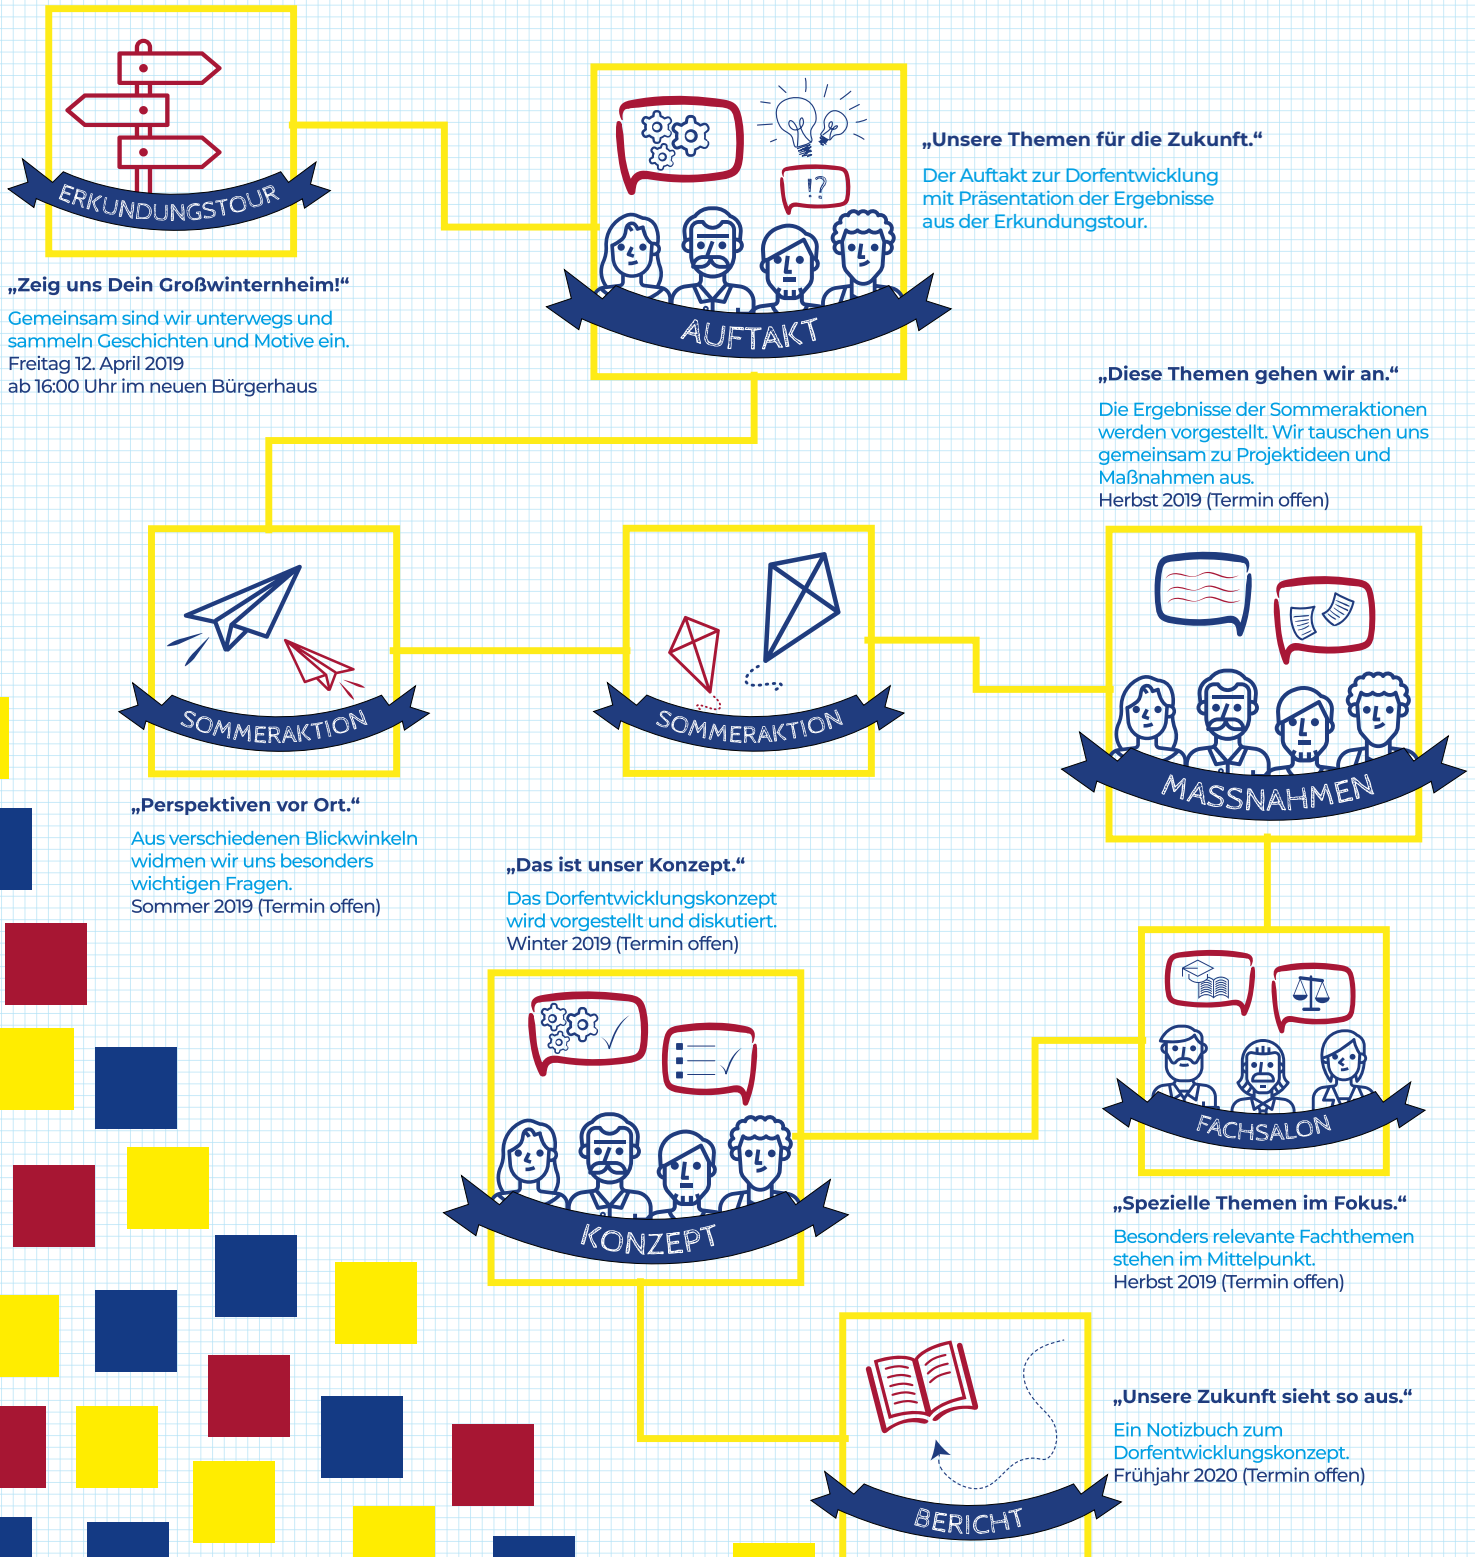 ERKUNDUNGSTOUR
„Zeig uns Dein Großwinternheim!“
Gemeinsam sind wir unterwegs und
sammeln Geschichten und Motive ein.
Freitag 12. April 2019
ab 16:00 Uhr im neuen Bürgerhaus
!?
AUFTAKT
„Unsere Themen für die Zukunft.“
Der Auftakt zur Dorfentwicklung
mit Präsentation der Ergebnisse
aus der Erkundungstour.
SOMMERAKTION
„Perspektiven vor Ort.“
Aus verschiedenen Blickwinkeln
widmen wir uns besonders
wichtigen Fragen.
Sommer 2019 (Termin offen)
SOMMERAKTION
„Diese Themen gehen wir an.“
Die Ergebnisse der Sommeraktionen
werden vorgestellt. Wir tauschen uns
gemeinsam zu Projektideen und
Maßnahmen aus.
Herbst 2019 (Termin offen)
MASSNAHMEN
FACHSALON
„Spezielle Themen im Fokus.“
Besonders relevante Fachthemen
stehen im Mittelpunkt.
Herbst 2019 (Termin offen)
„Das ist unser Konzept.“
Das Dorfentwicklungskonzept
wird vorgestellt und diskutiert.
Winter 2019 (Termin offen)
KONZEPT
BERICHT
„Unsere Zukunft sieht so aus.“
Ein Notizbuch zum
Dorfentwicklungskonzept.
Frühjahr 2020 (Termin offen)